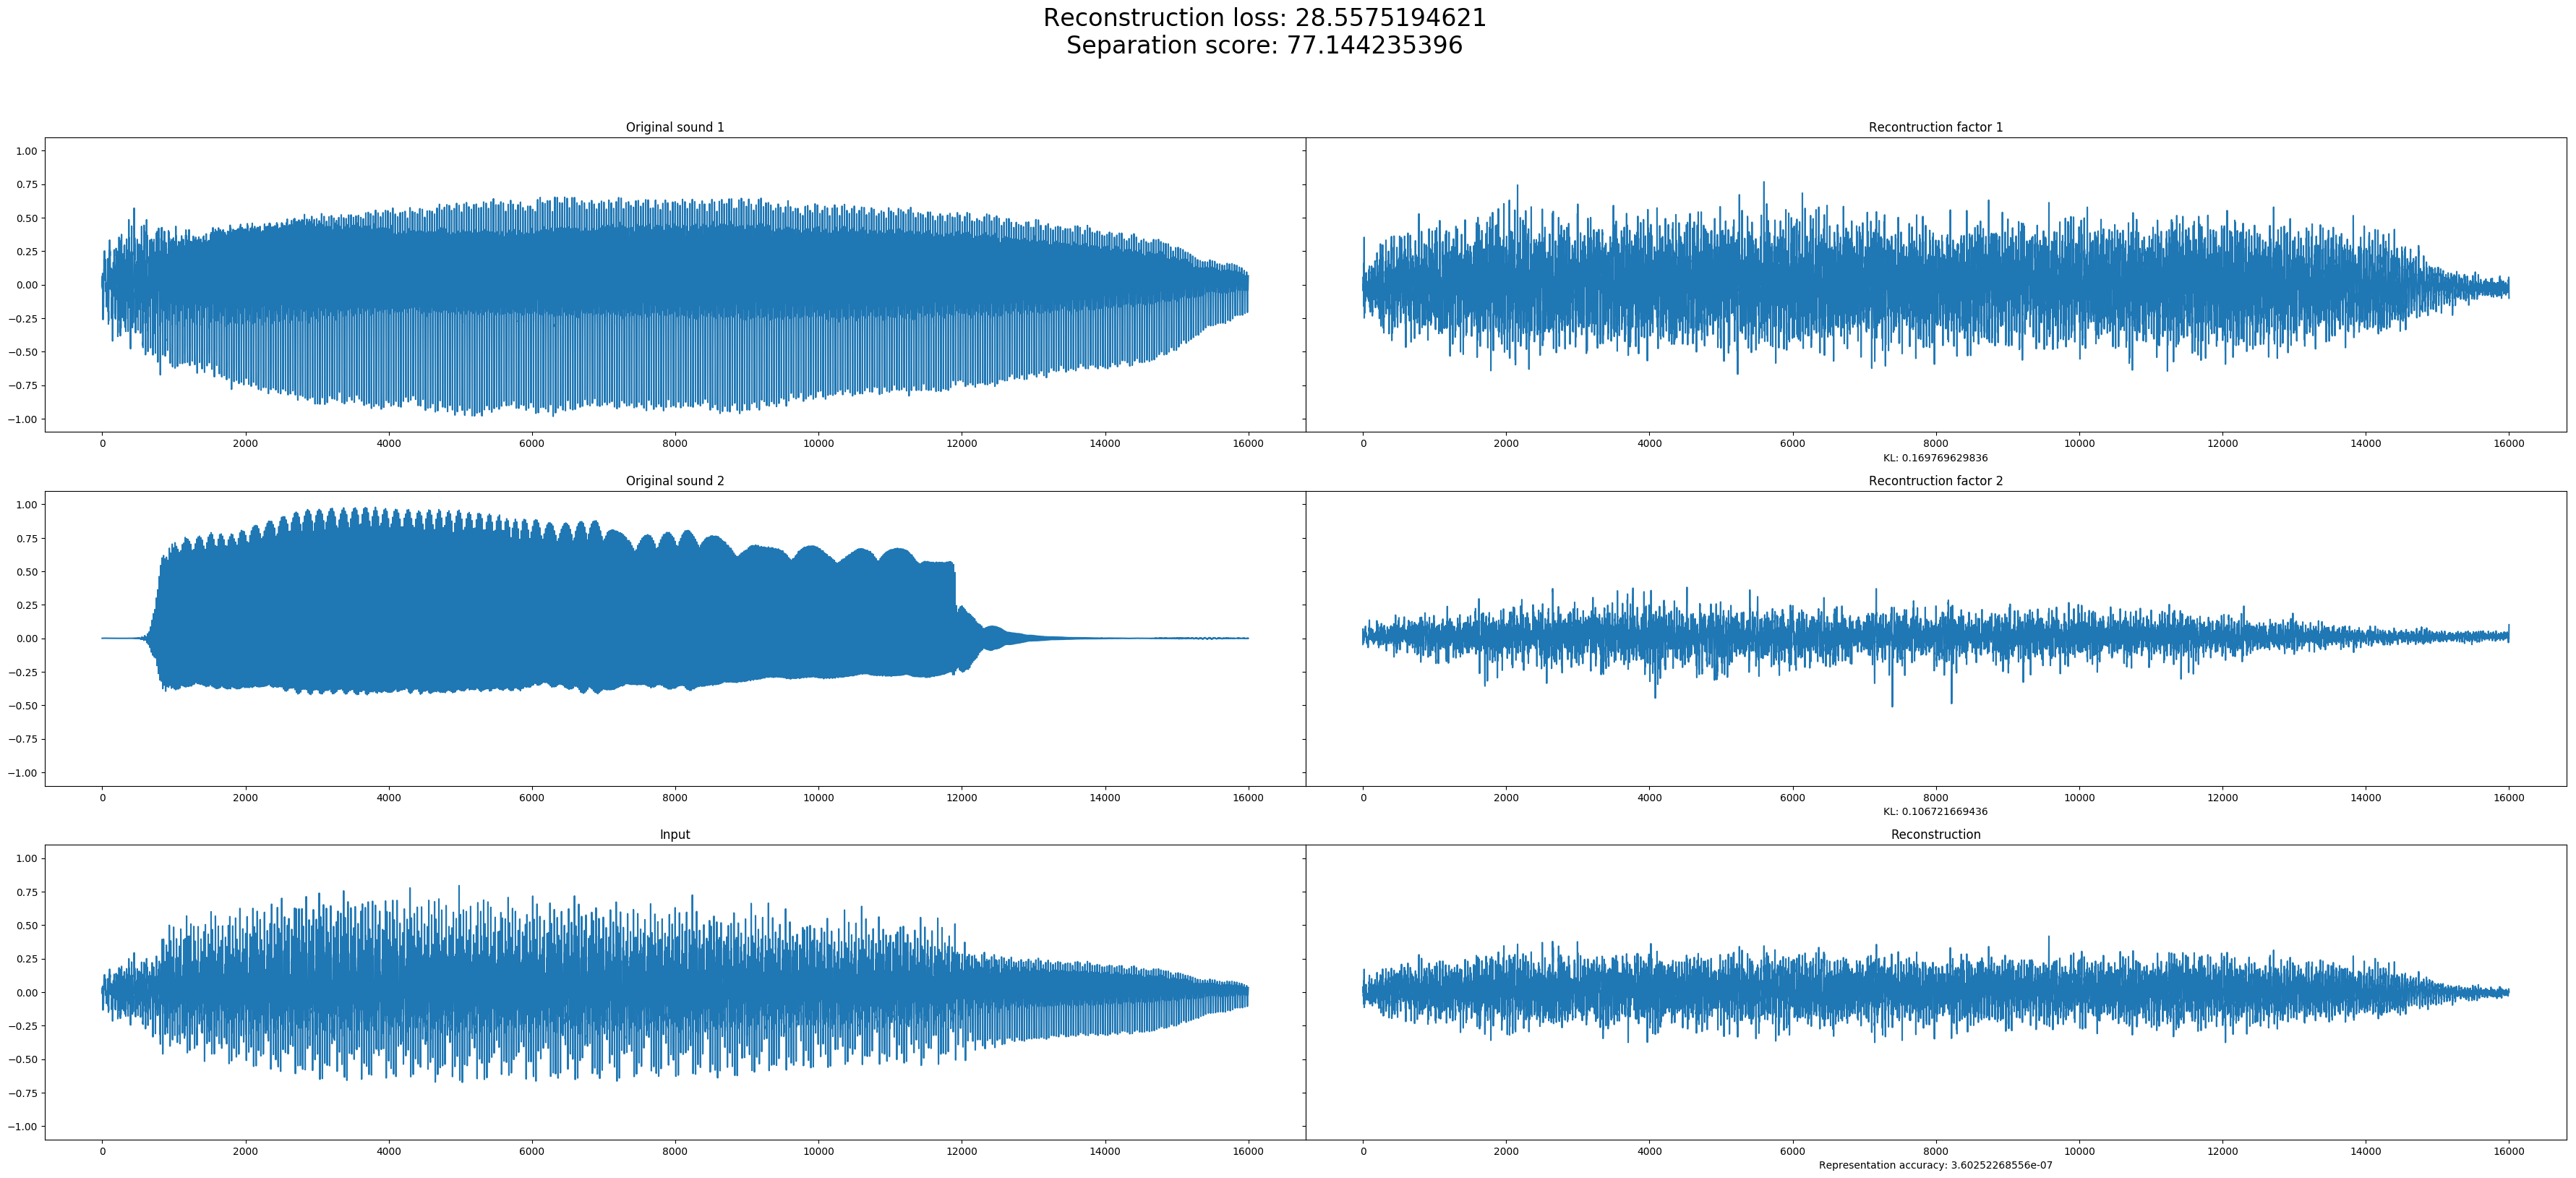 Reconstruction loss: 28.5575194621
Separation score: 77.144235396
Original sound 1
1.00
0.75
0.50
0.25
0.00
−0.25
−0.50
−0.75
−1.00
0 2000 4000 6000 8000 10000 12000 14000 16000
Recontruction factor 1
0 2000 4000 6000 8000 10000 12000 14000 16000
KL: 0.169769629836
Original sound 2
1.00
0.75
0.50
0.25
0.00
−0.25
−0.50
−0.75
−1.00
0 2000 4000 6000 8000 10000 12000 14000 16000
Recontruction factor 2
0 2000 4000 6000 8000 10000 12000 14000 16000
KL: 0.106721669436
Input
1.00
0.75
0.50
0.25
0.00
−0.25
−0.50
−0.75
−1.00
0 2000 4000 6000 8000 10000 12000 14000 16000
Reconstruction
0 2000 4000 6000 8000 10000 12000 14000 16000
Representation accuracy: 3.60252268556e-07